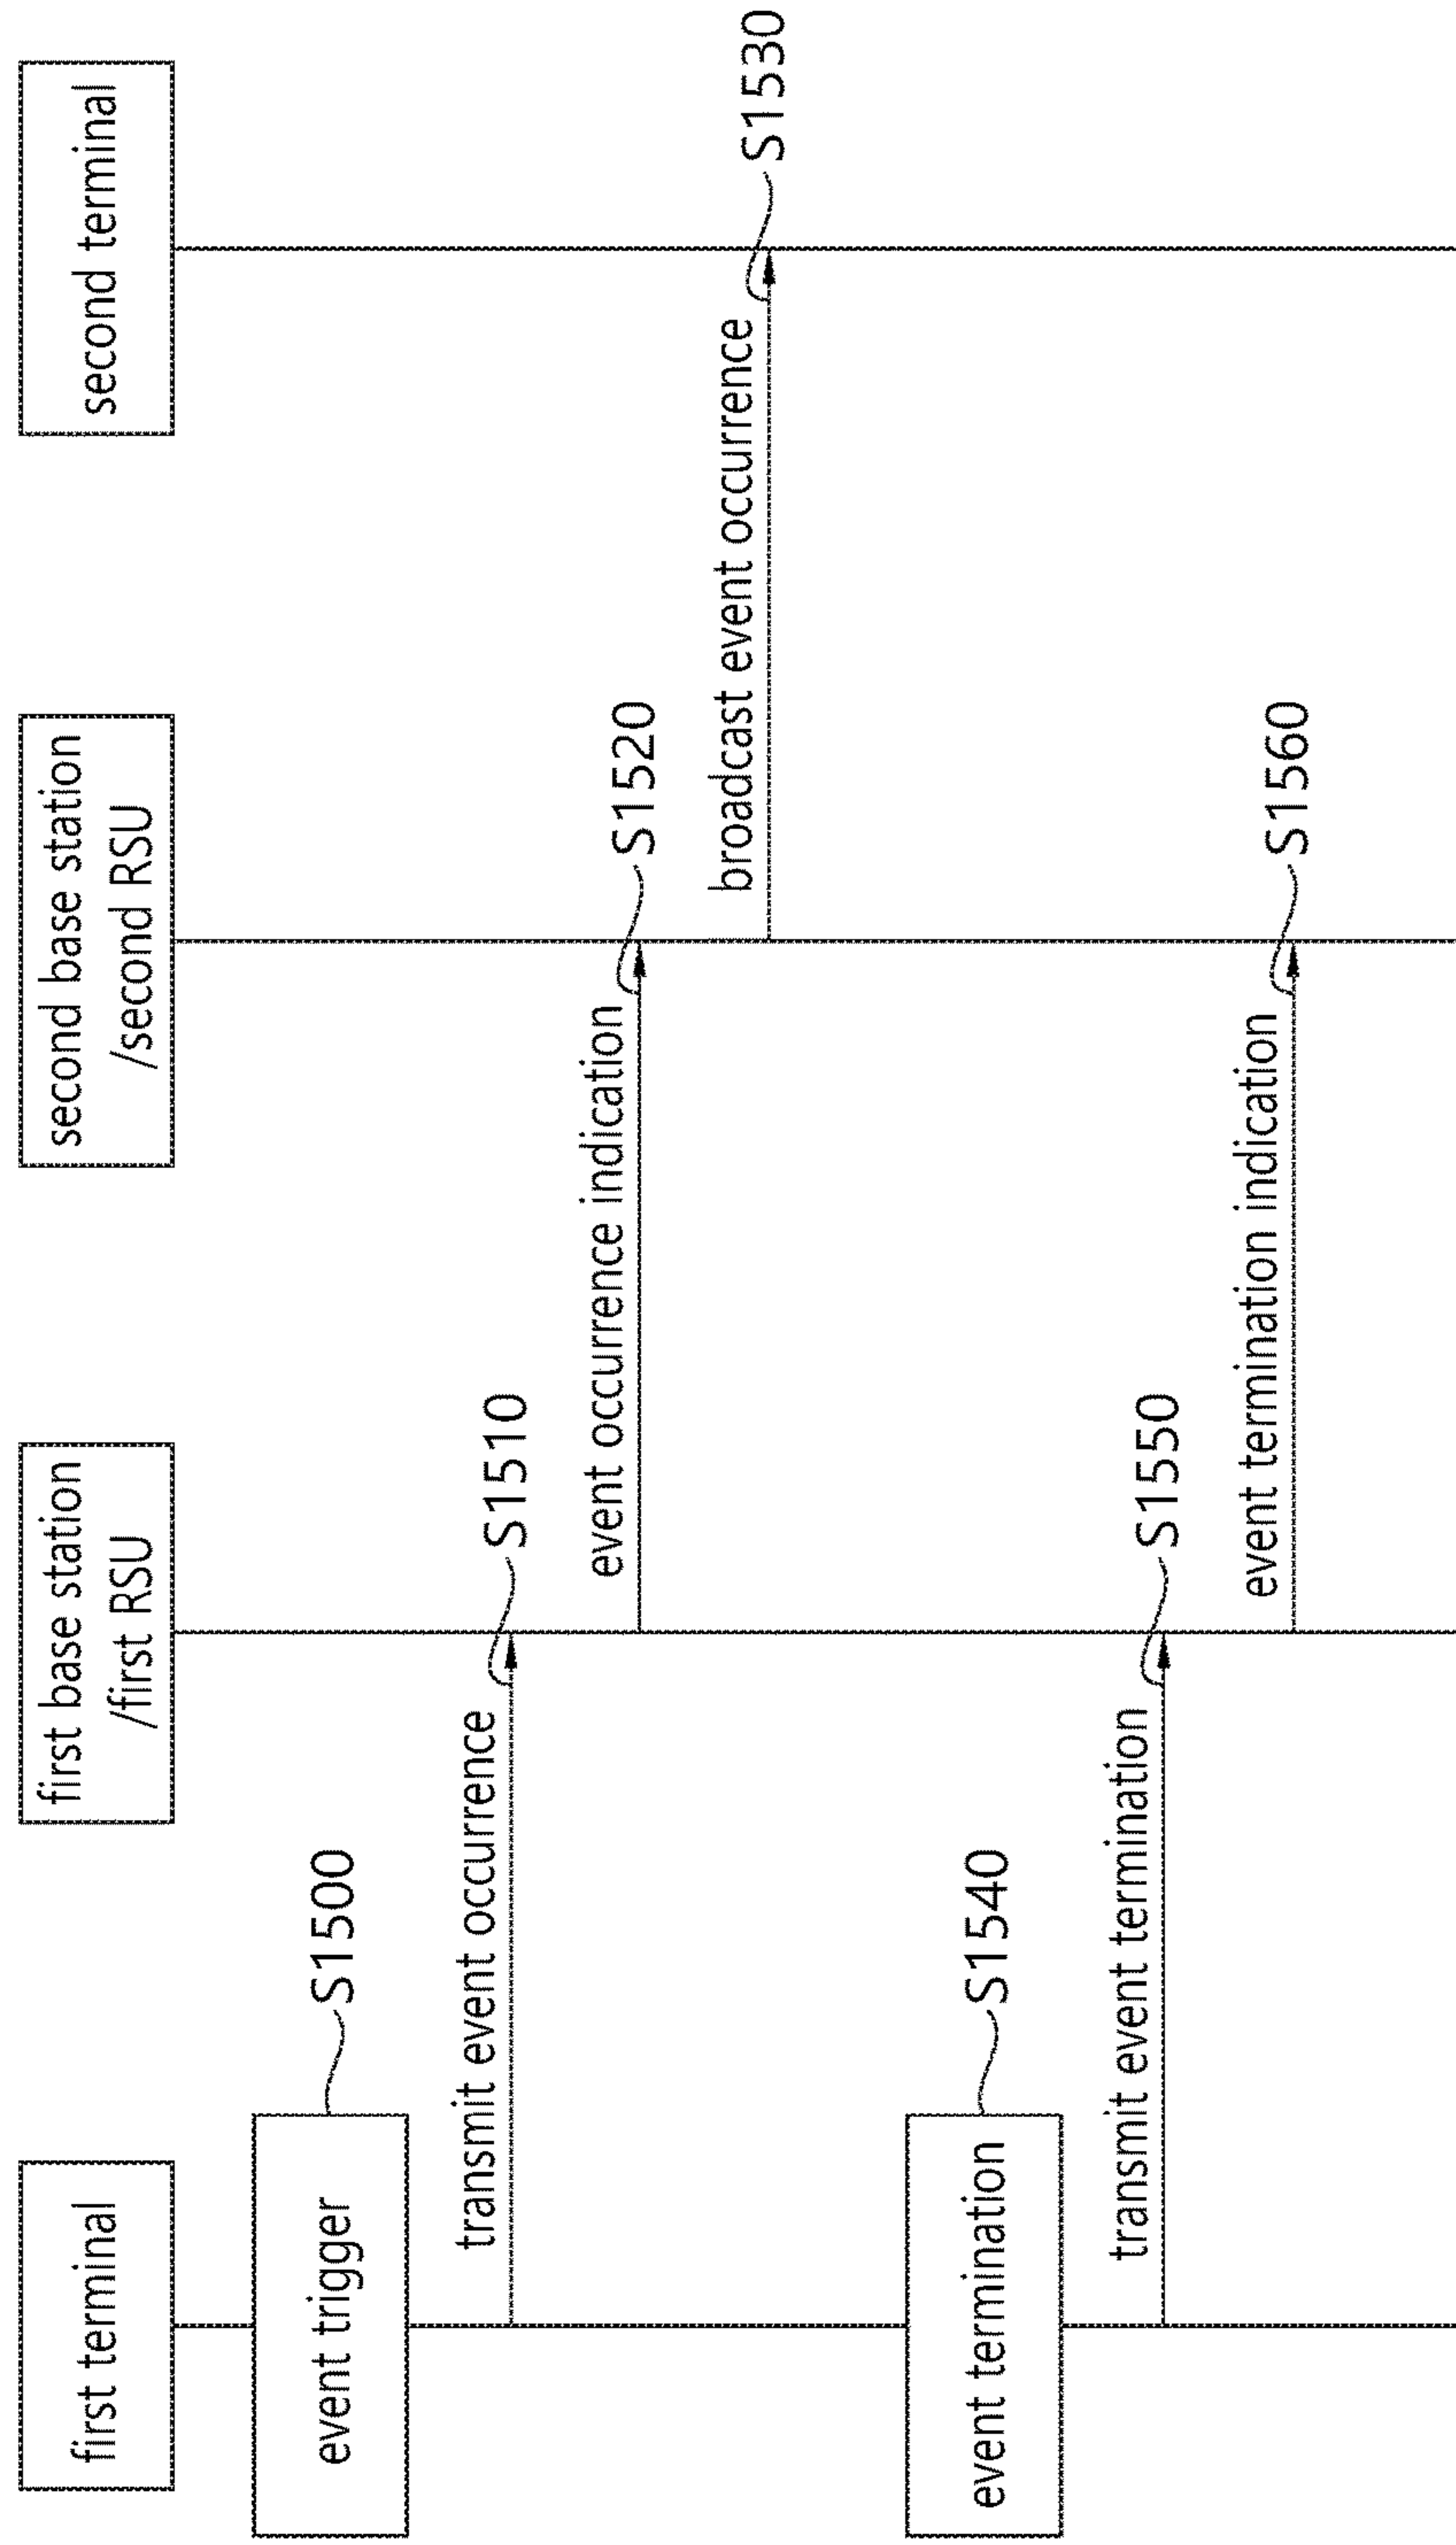 first terminal
first base station
/first RSU
second base station
/second RSU
second terminal
event trigger
S1500
transmit event occurrence
S1510
event occurrence indication
S1520
broadcast event occurrence
S1530
event termination
S1540
transmit event termination
S1550
event termination indication
S1560